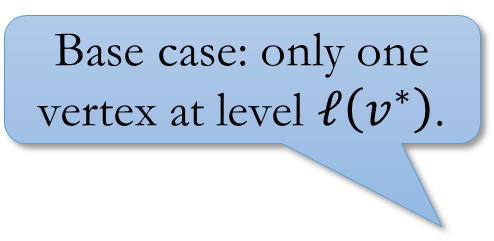 Base case: only one
vertex at level ℓ(v*).